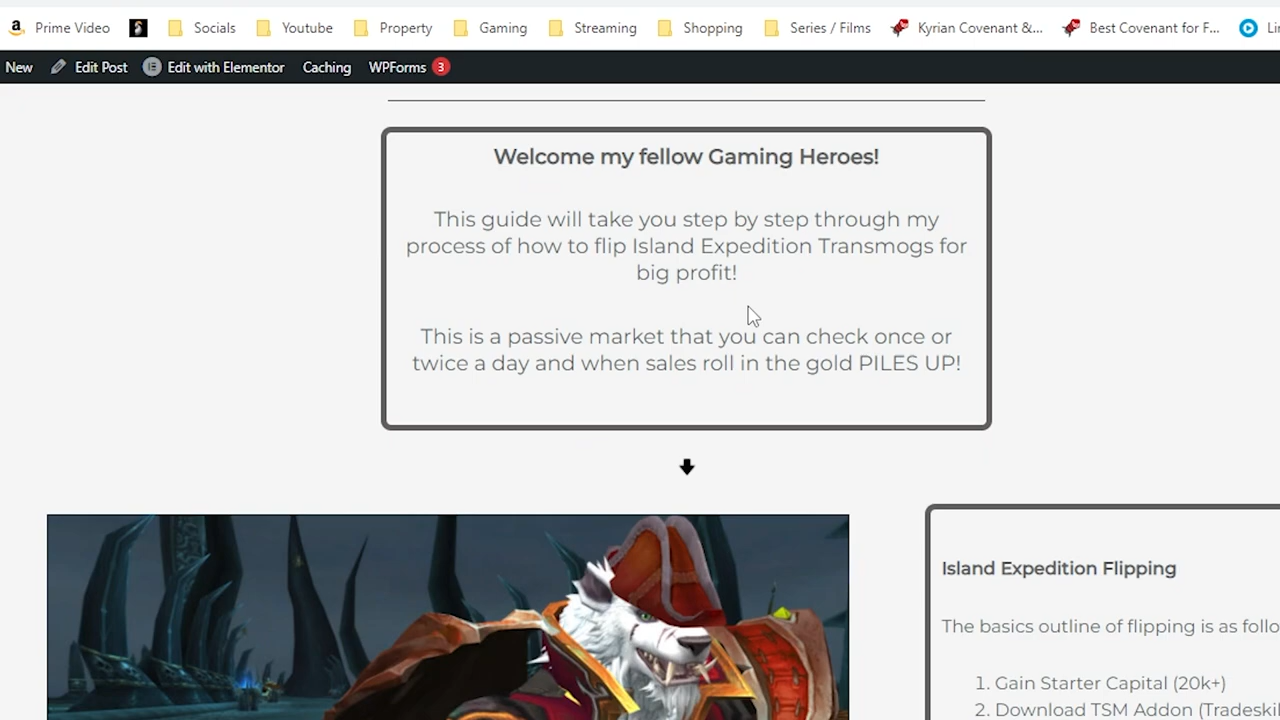 Prime Video Socials Youtube Property Gaming Streaming Shopping Series / Films Kyrian Covenant &... Best Covenant for F...
New Edit Post Edit with Elementor Caching WPForms 3
Welcome my fellow Gaming Heroes!
This guide will take you step by step through my
process of how to flip Island Expedition Transmogs for
big profit!
This is a passive market that you can check once or
twice a day and when sales roll in the gold PILES UP!
Island Expedition Flipping
The basics outline of flipping is as follo
1. Gain Starter Capital (20k+)
2. Download TSM Addon (Tradeskil